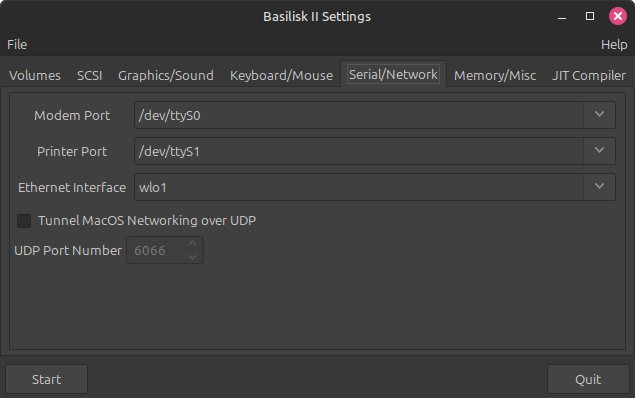 Basilisk II Settings
File Help
Volumes SCSI Graphics/Sound Keyboard/Mouse Serial/Network Memory/Misc JIT Compiler
Modem Port /dev/ttyS0
Printer Port /dev/ttyS1
Ethernet Interface wlo1
Tunnel MacOS Networking over UDP
UDP Port Number 6066
Start Quit